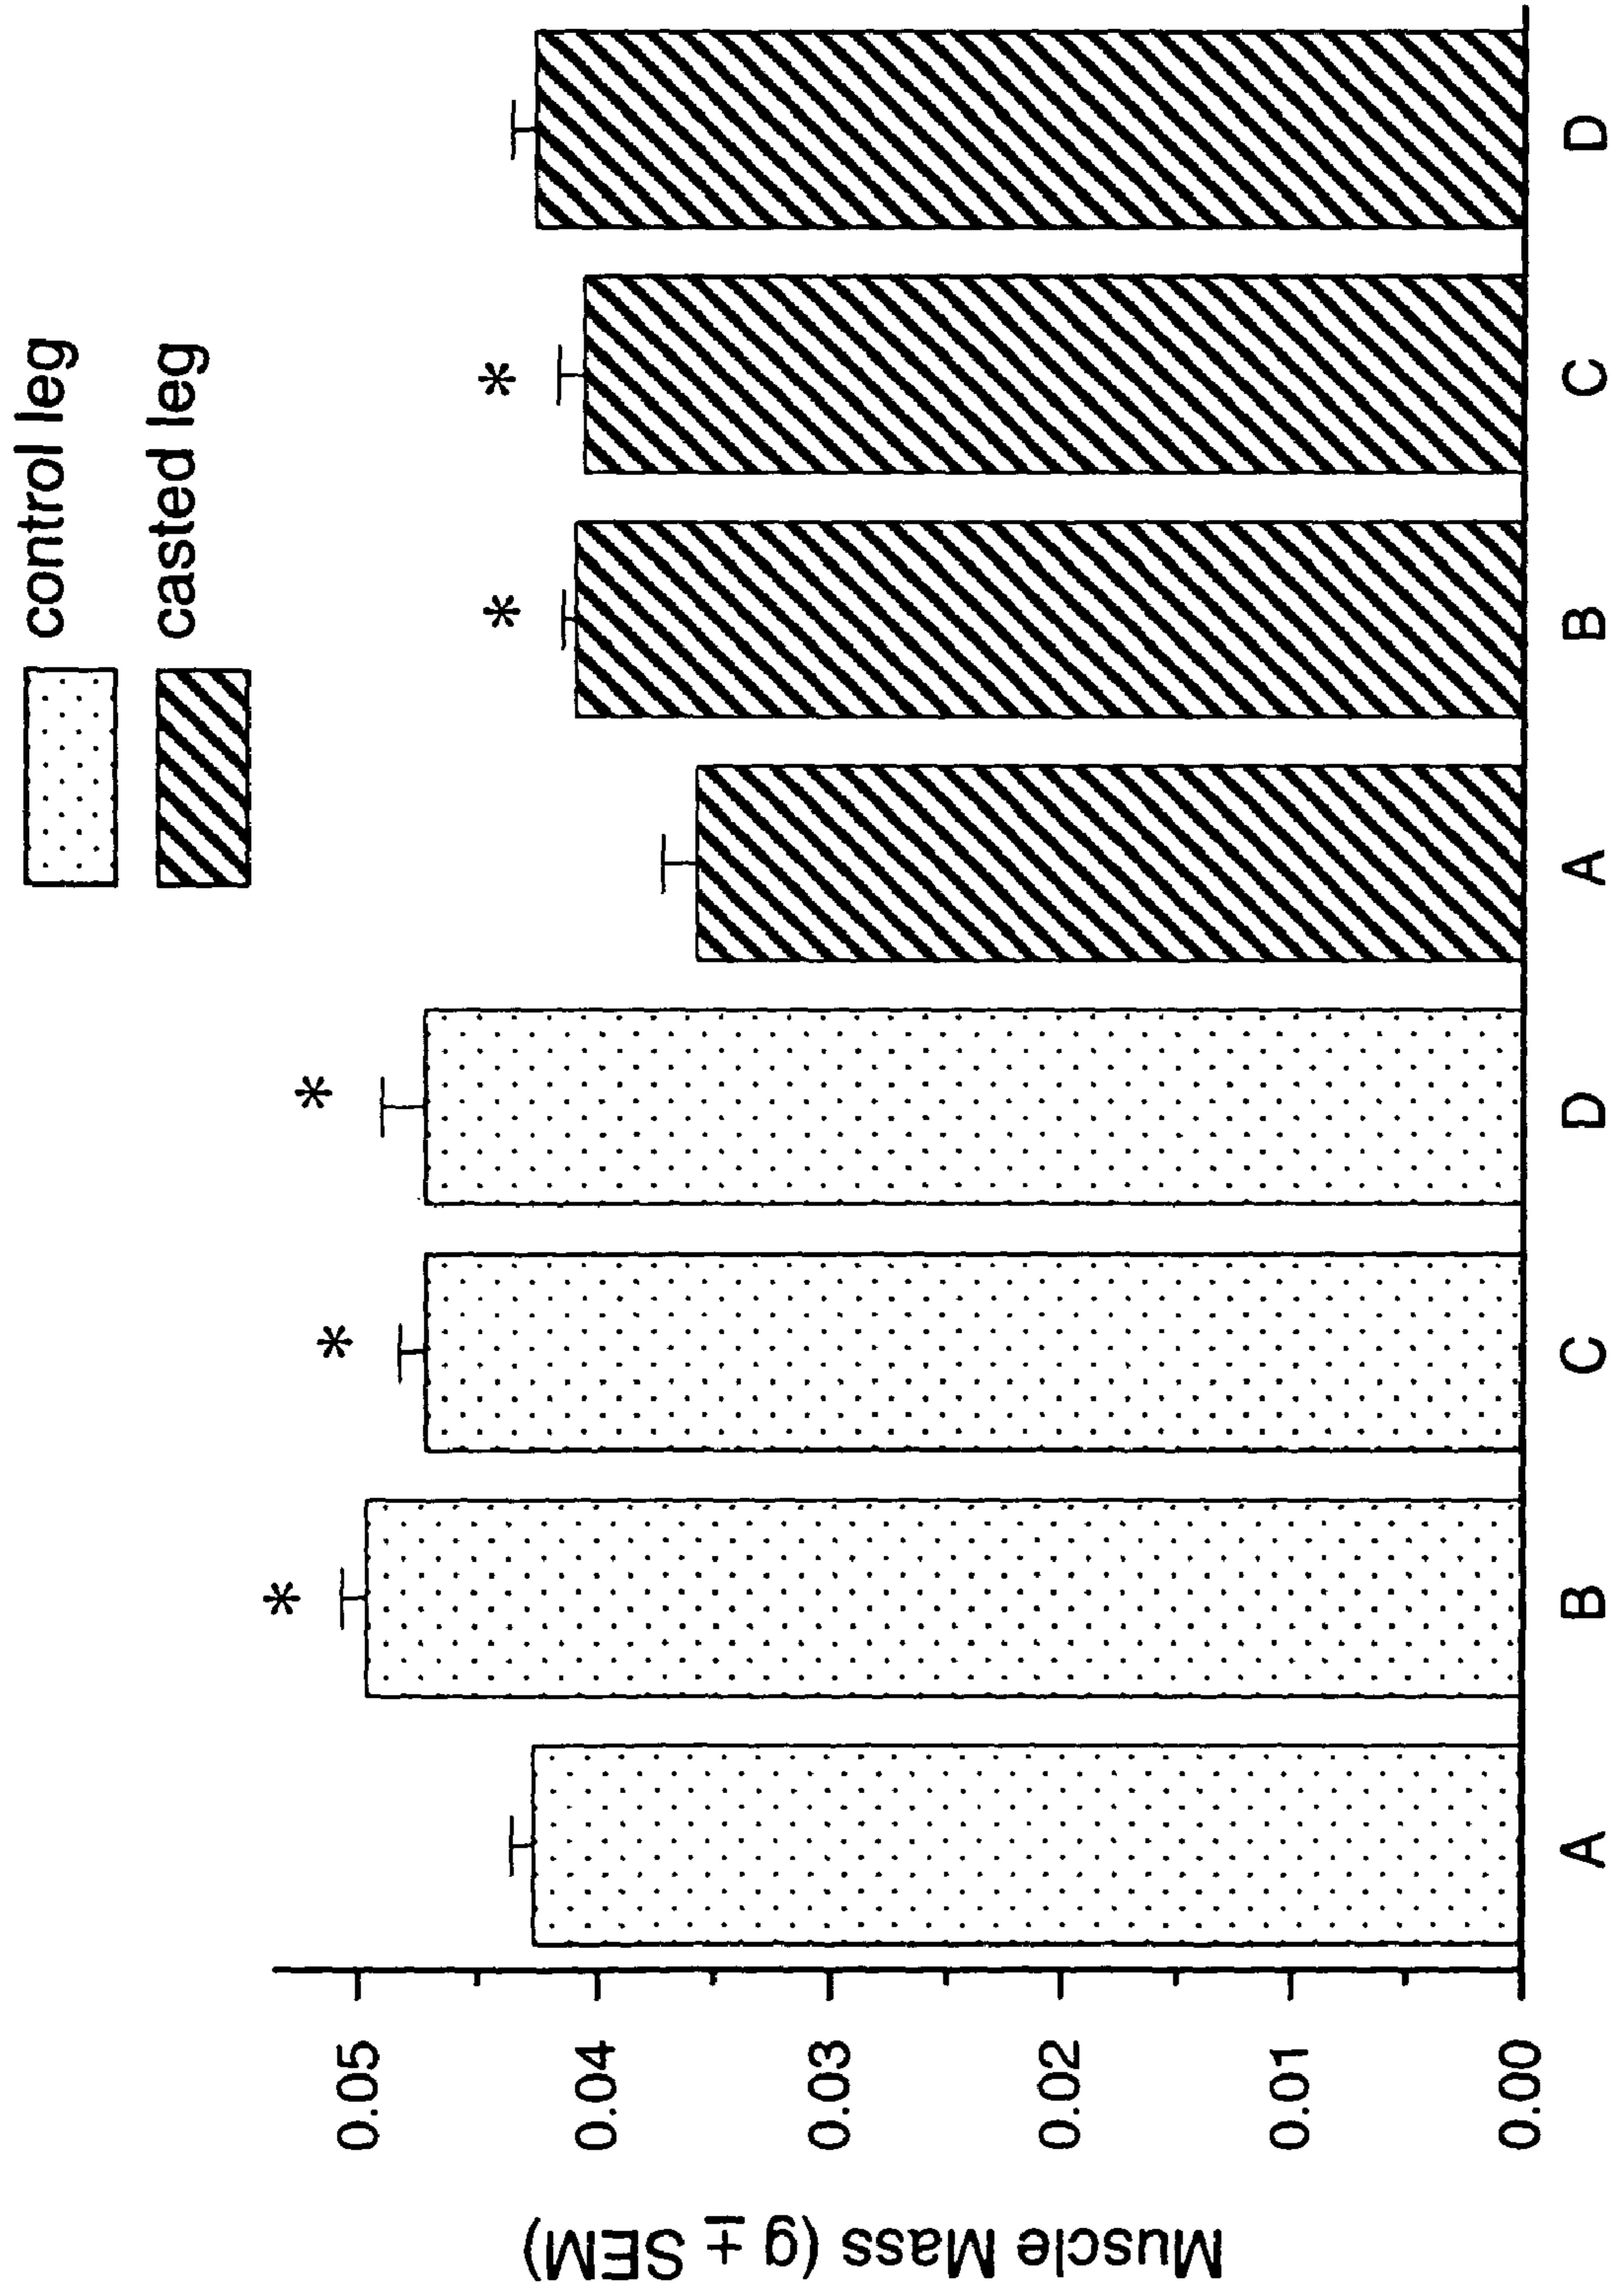 control leg
casted leg
*
*
*
*
*
Muscle Mass (g ± SEM)
0.05
0.04
0.03
0.02
0.01
0.00
A B C D A B C D